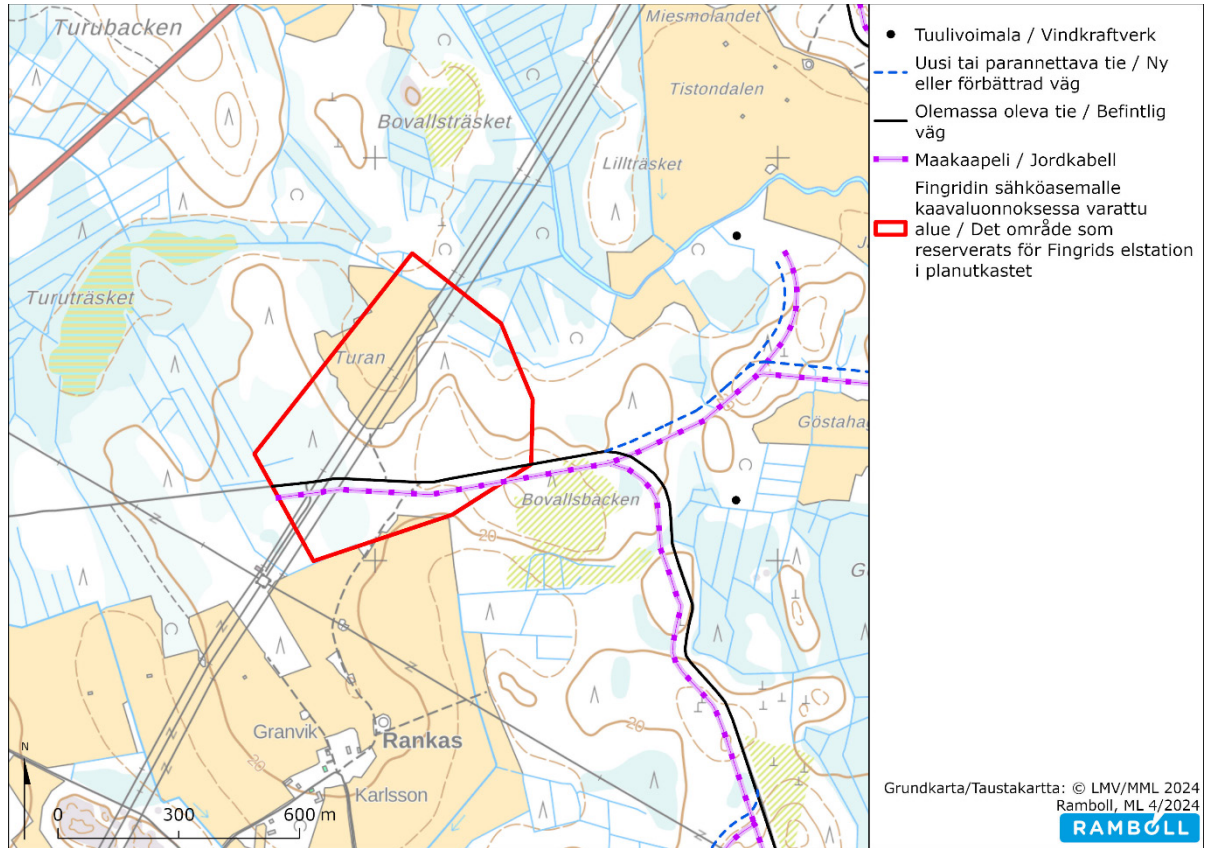 Turubacken
Miesmolandet
Bovallsträsket
Tistondalen
Lillträsket
Turuträsket
Turan
Bovallsbacken
20
20
20
Granvik
Rankas
Karlsson
N
0 300 600 m
● Tuulivoimala / Vindkraftverk
Uusi tai parannettava tie / Ny
eller förbättrad väg
Olemassa oleva tie / Befintlig
väg
Maakaapeli / Jordkabell
Fingridin sähköasemalle
kaavaluonnoksessa varattu
alue / Det område som
reserverats för Fingrids elstation
i planutkastet
Grundkarta/Taustakartta: © LMV/MML 2024
Ramboll, ML 4/2024
RAMBOLL